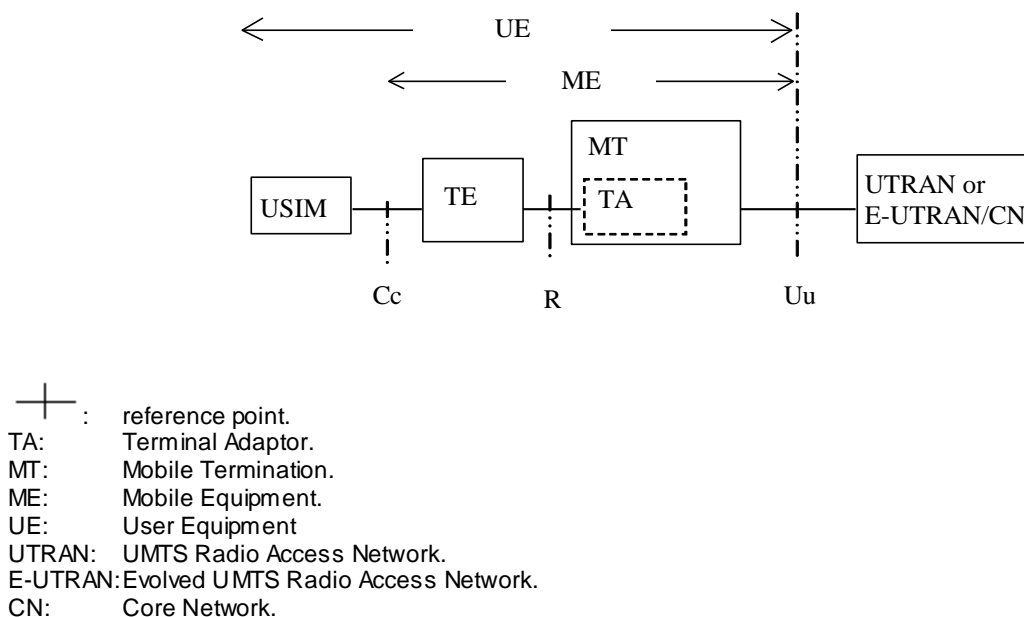 UE
ME
MT
USIM
TE
TA
UTRAN or
E-UTRAN/CN
Cc
R
Uu
: reference point.
TA: Terminal Adaptor.
MT: Mobile Termination.
ME: Mobile Equipment.
UE: User Equipment
UTRAN: UMTS Radio Access Network.
E-UTRAN: Evolved UMTS Radio Access Network.
CN: Core Network.